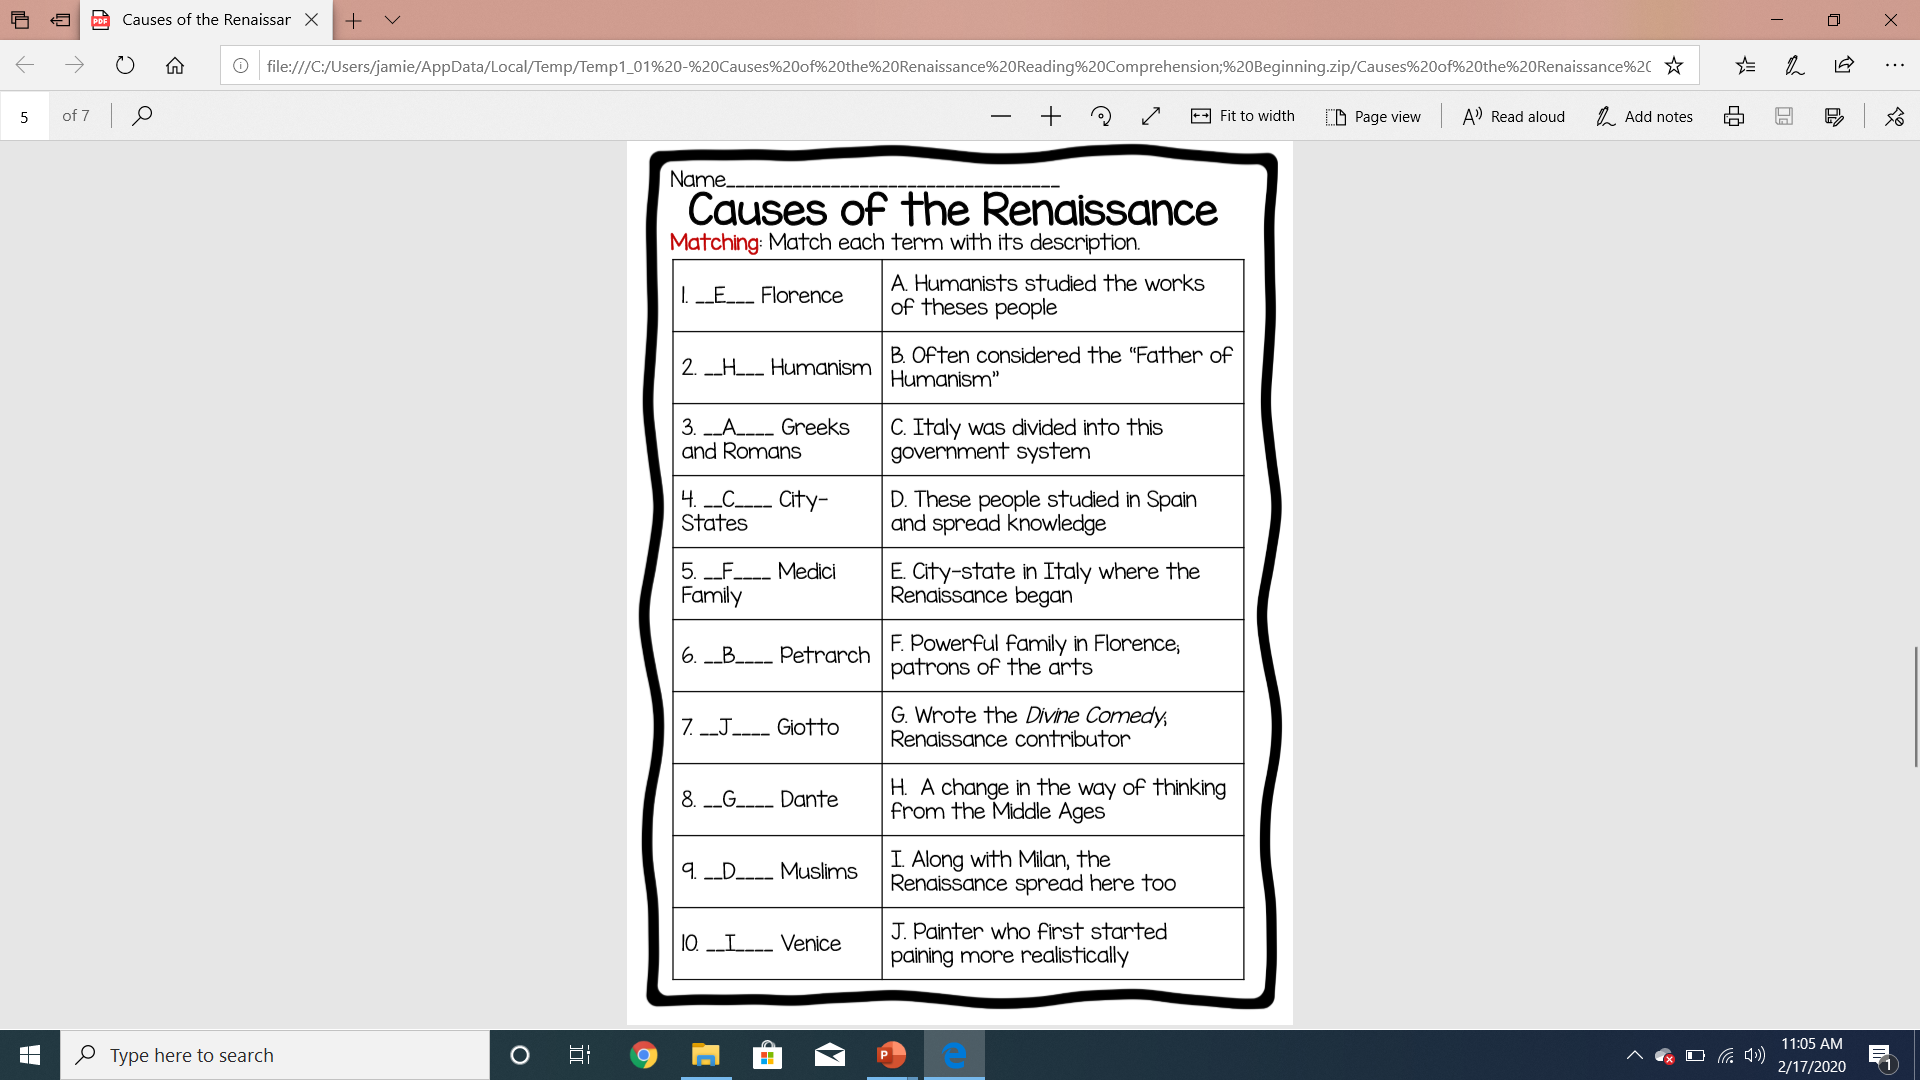 Causes of the Renaissar
file:///C:/Users/jamie/AppData/Local/Temp/Temp1_01%20-%20Causes%20of%20the%20Renaissance%20Reading%20Comprehension;%20Beginning.zip/Causes%20of%20the%20Renaissance%20
5 of 7 Fit to width Page view Read aloud Add notes
Name___________________________________
Causes of the Renaissance
Matching: Match each term with its description.
1. __E___ Florence
A. Humanists studied the works
of theses people
2. __H___ Humanism
B. Often considered the “Father of
Humanism”
3. __A____ Greeks
and Romans
C. Italy was divided into this
government system
4. __C____ City-
States
D. These people studied in Spain
and spread knowledge
5. __F____ Medici
Family
E. City-state in Italy where the
Renaissance began
6. __B____ Petrarch
F. Powerful family in Florence;
patrons of the arts
7. __J____ Giotto
G. Wrote the Divine Comedy;
Renaissance contributor
8. __G____ Dante
H. A change in the way of thinking
from the Middle Ages
9. __D____ Muslims
I. Along with Milan, the
Renaissance spread here too
10. __I____ Venice
J. Painter who first started
paining more realistically
Type here to search
11:05 AM
2/17/2020
1